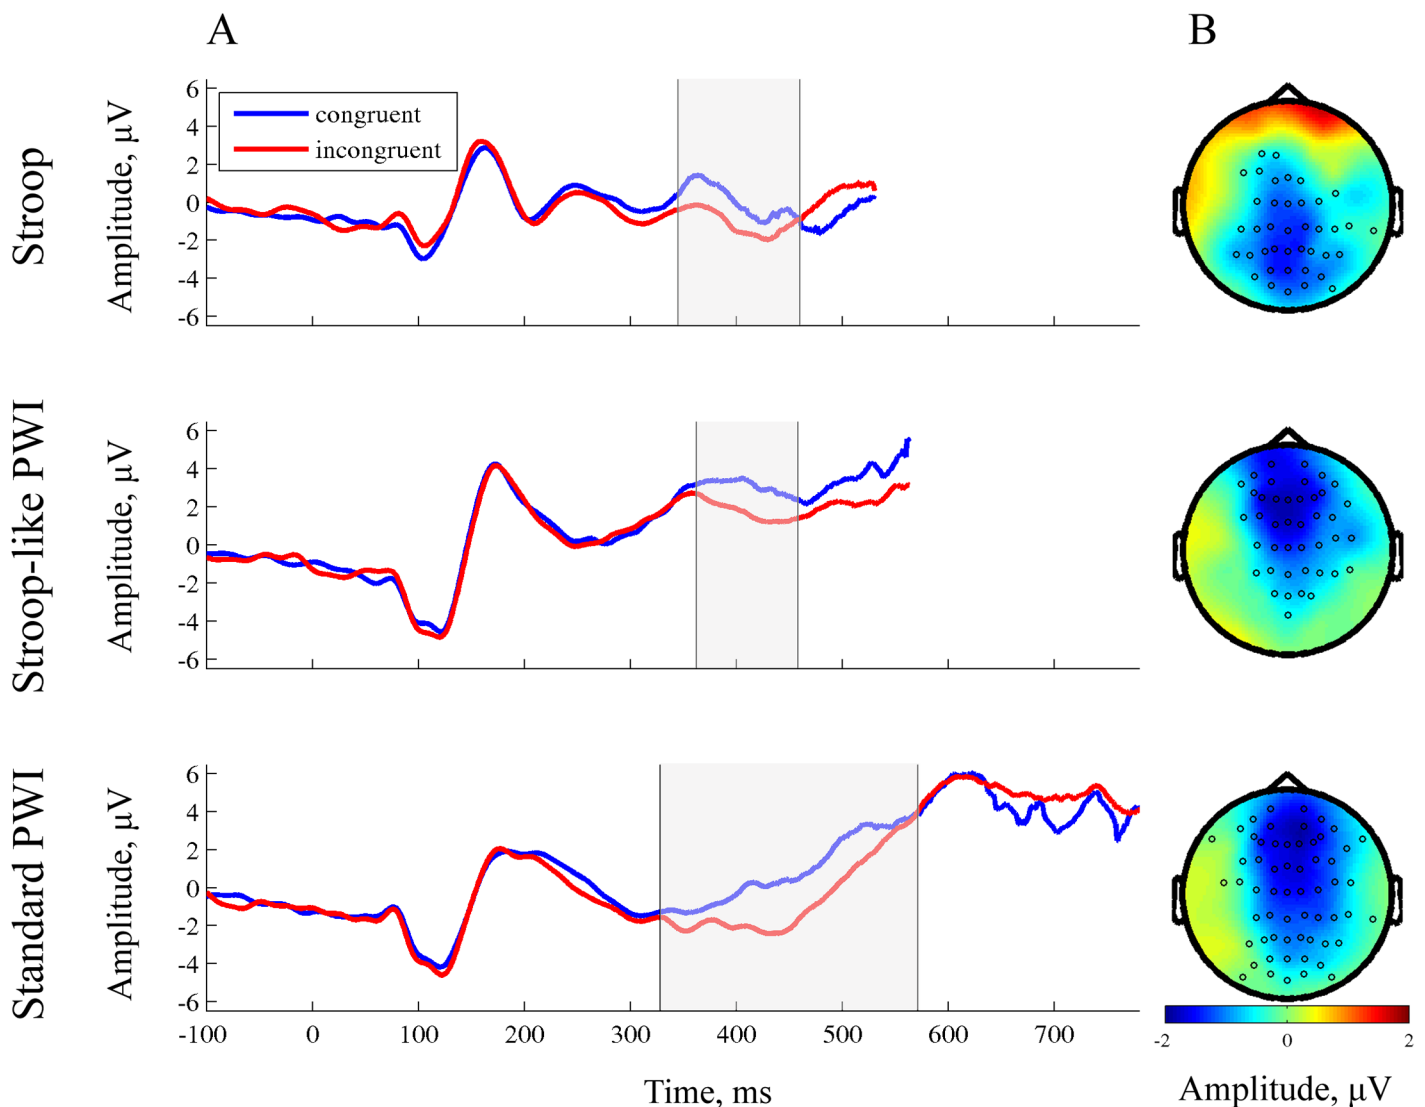 A
B
Stroop
Amplitude, µV
6
4
2
0
-2
-4
-6
congruent
incongruent
Stroop-like PWI
Amplitude, µV
6
4
2
0
-2
-4
-6
Standard PWI
Amplitude, µV
6
4
2
0
-2
-4
-6
-100 0 100 200 300 400 500 600 700
Time, ms
-2 0 2
Amplitude, µV